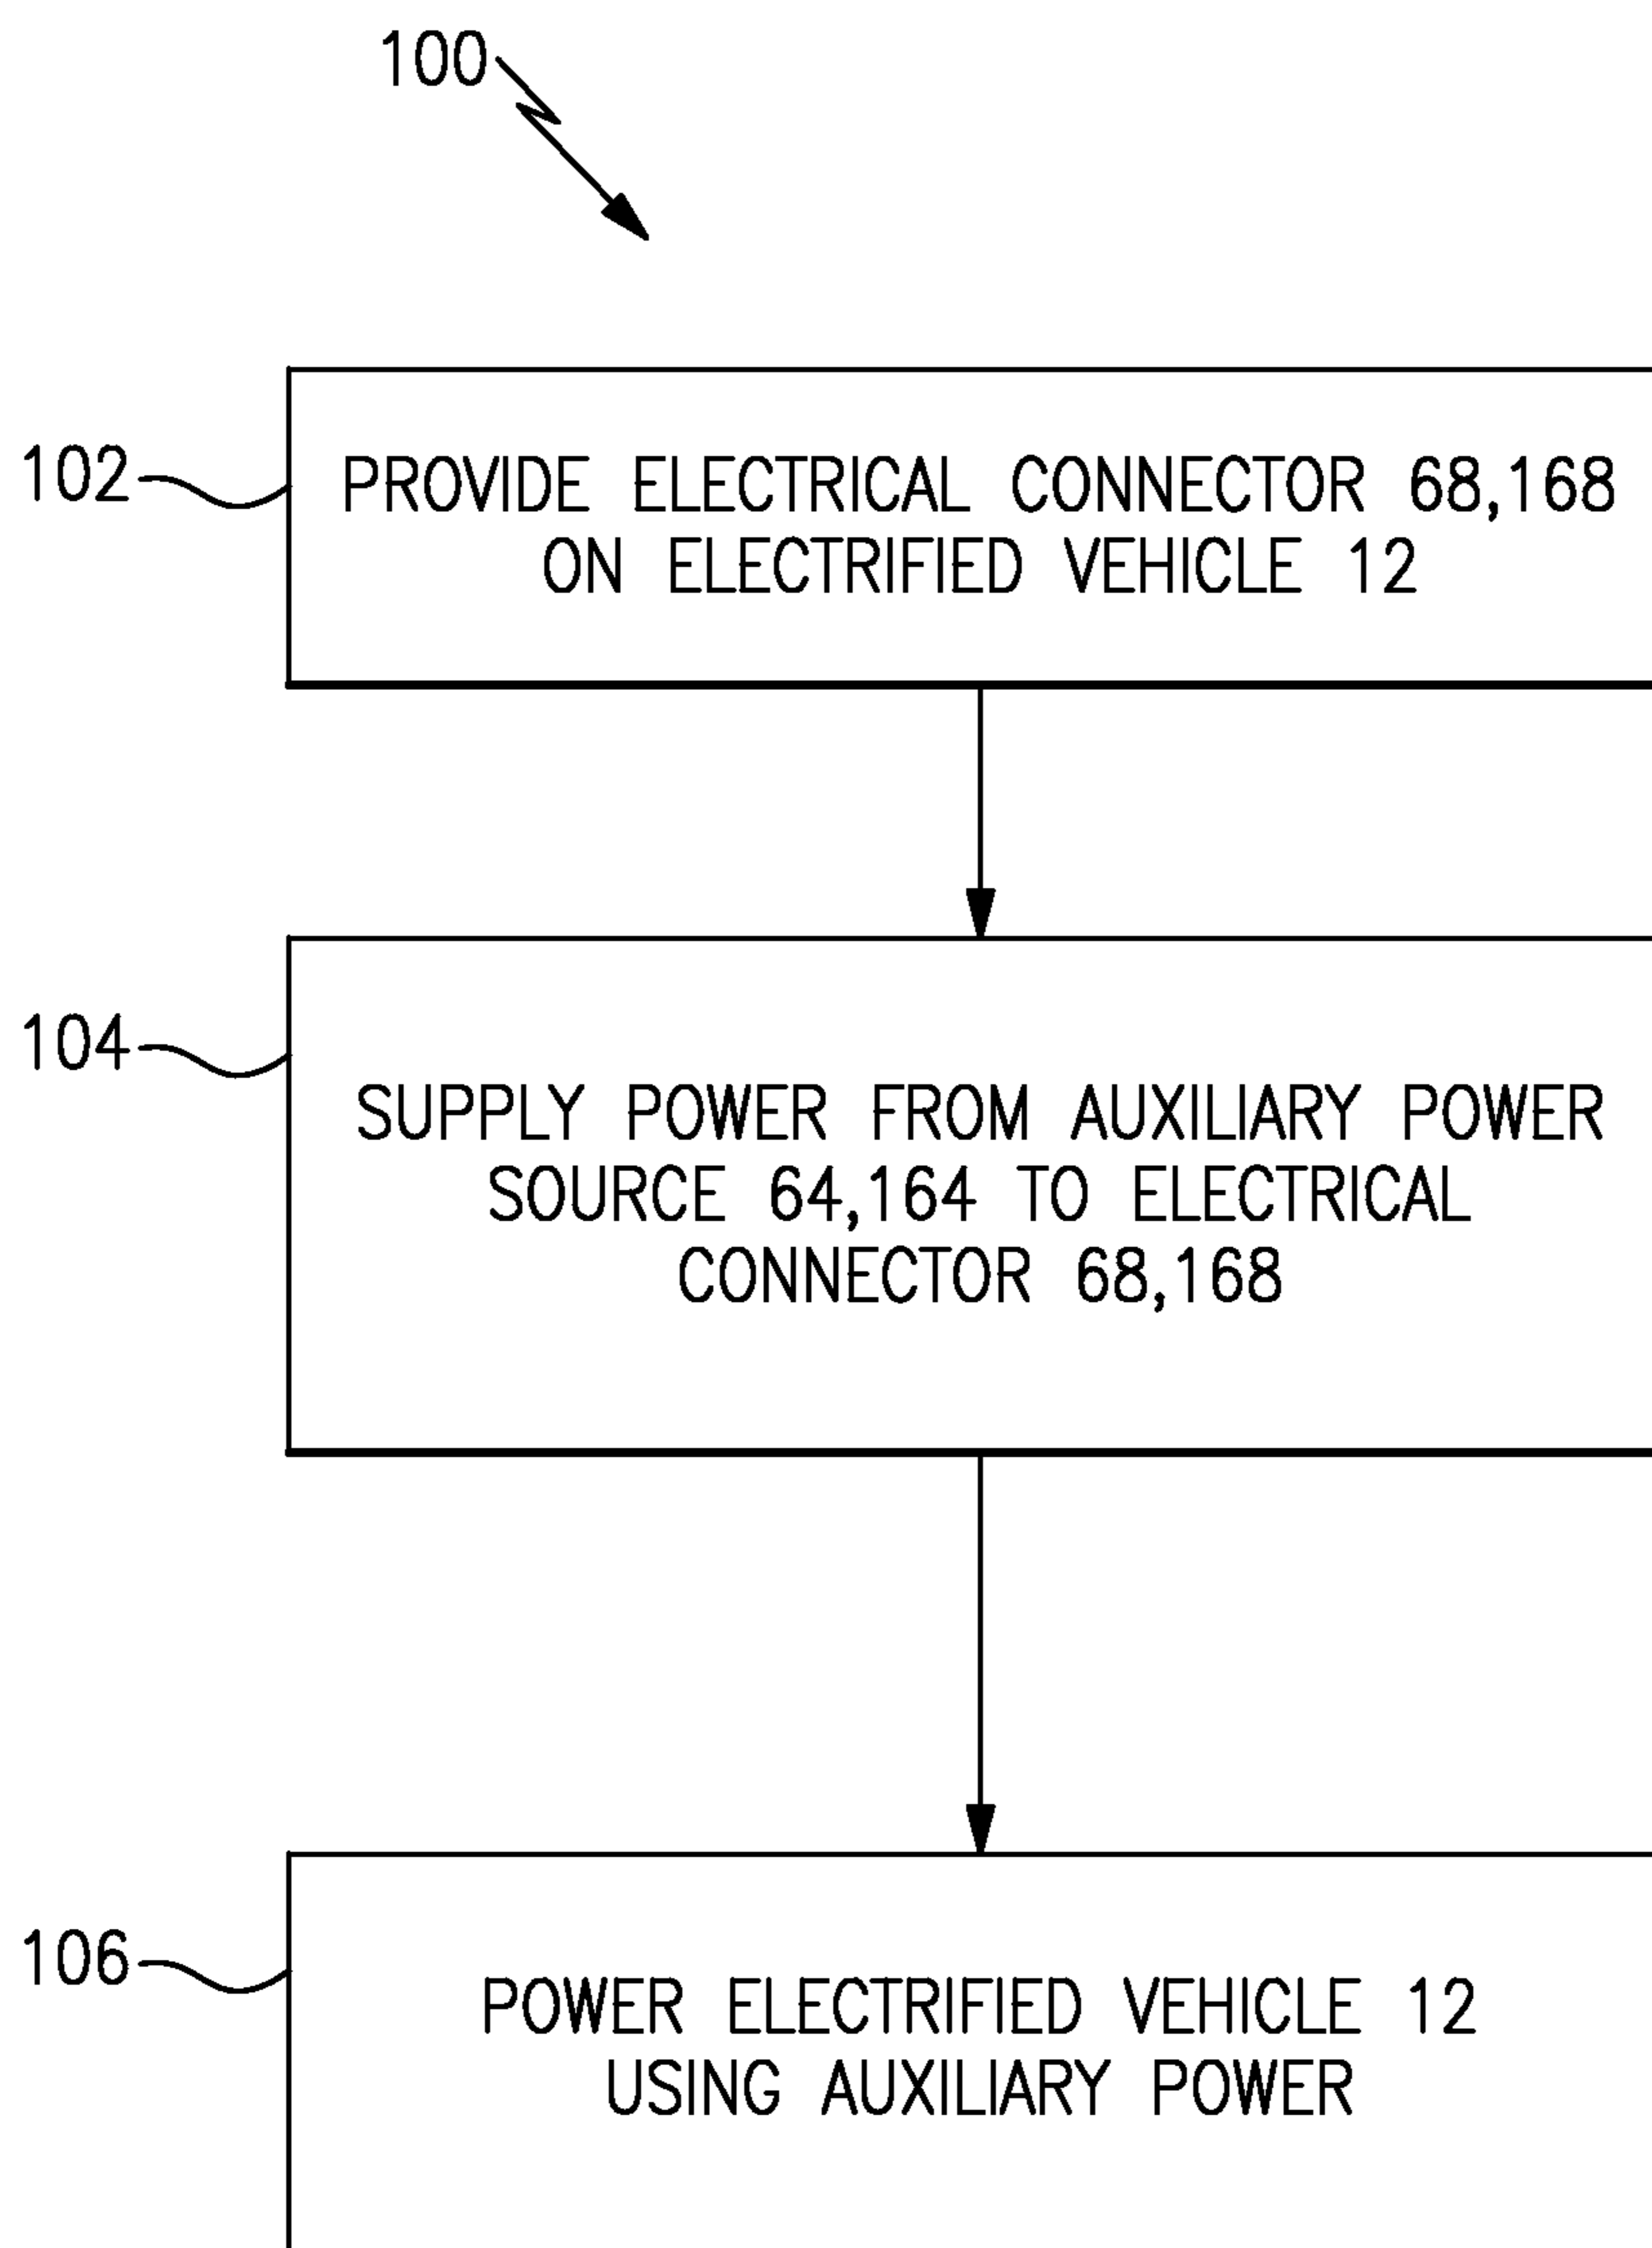 100
102
PROVIDE ELECTRICAL CONNECTOR 68,168
ON ELECTRIFIED VEHICLE 12
104
SUPPLY POWER FROM AUXILIARY POWER
SOURCE 64,164 TO ELECTRICAL
CONNECTOR 68,168
106
POWER ELECTRIFIED VEHICLE 12
USING AUXILIARY POWER